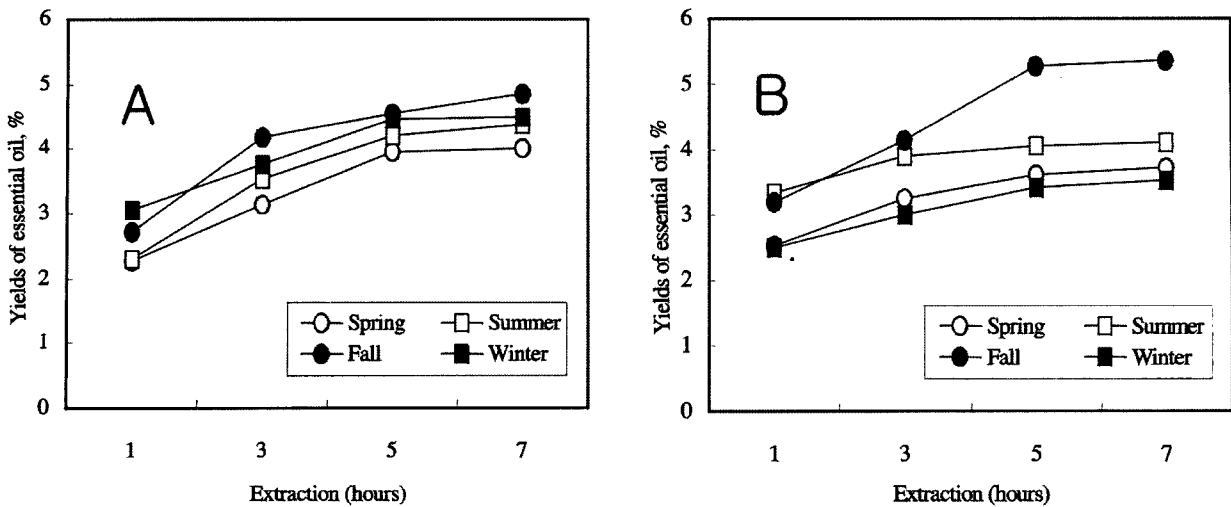 A
Yields of essential oil, %
6
5
4
3
2
1
0
Spring
Summer
Fall
Winter
1
3
5
7
Extraction (hours)
B
Yields of essential oil, %
6
5
4
3
2
1
0
Spring
Summer
Fall
Winter
1
3
5
7
Extraction (hours)